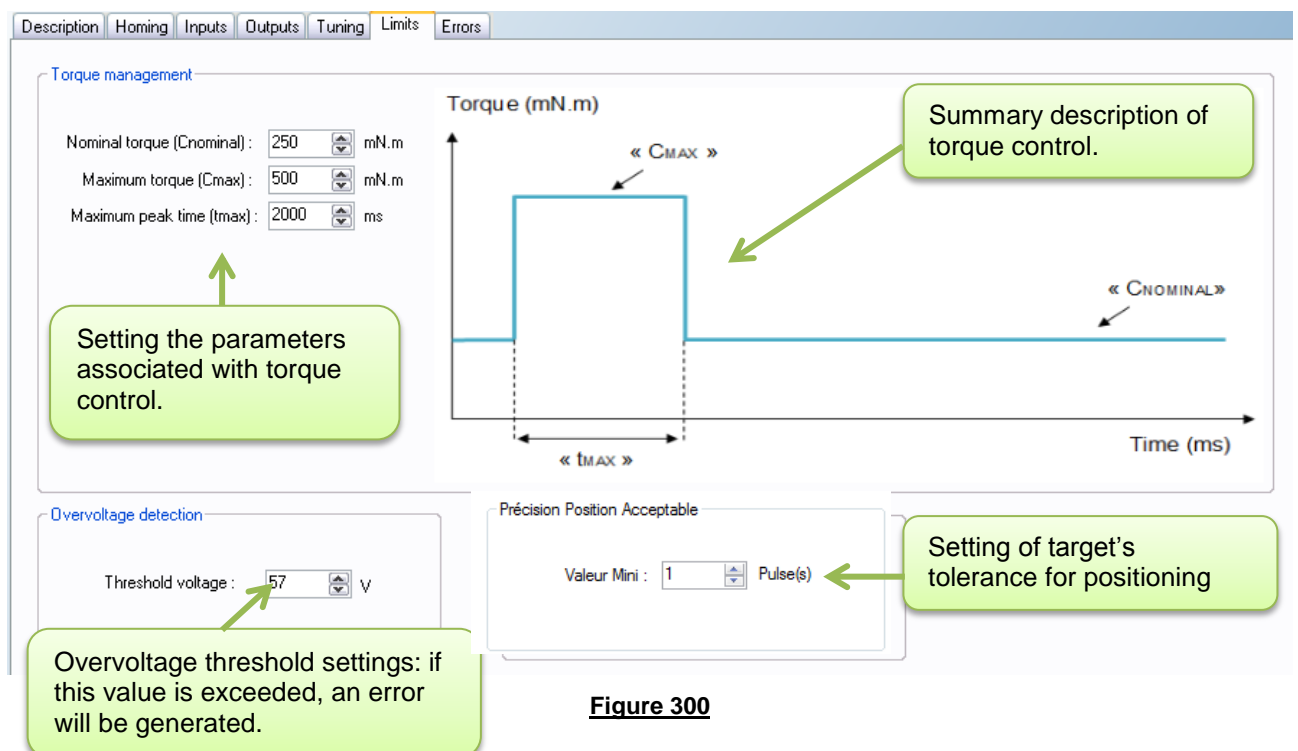 Description Homing Inputs Outputs Tuning Limits Errors
Torque management
Nominal torque (Cnominal) : 250 mN.m
Maximum torque (Cmax) : 500 mN.m
Maximum peak time (tmax) : 2000 ms
Setting the parameters
associated with torque
control.
Torque (mN.m)
« CMAX »
Summary description of
torque control.
« CNOMINAL»
Time (ms)
« tMAX »
Overvoltage detection
Threshold voltage : 57 V
Overvoltage threshold settings: if
this value is exceeded, an error
will be generated.
Précision Position Acceptable
Valeur Mini : 1 Pulse(s)
Setting of target’s
tolerance for positioning
Figure 300